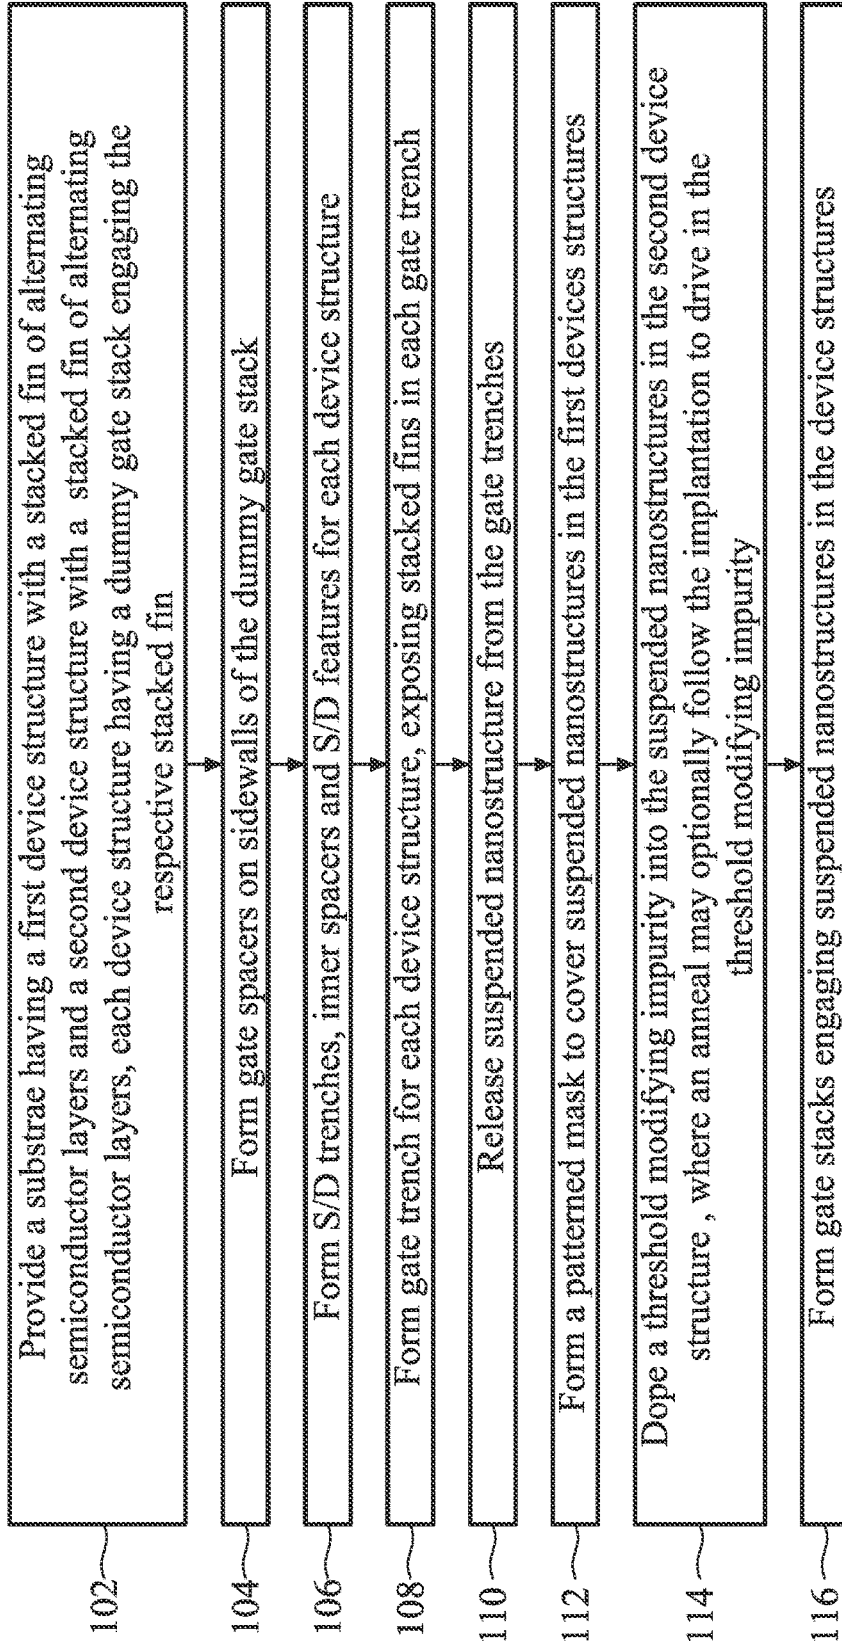 102
Provide a substrae having a first device structure with a stacked fin of alternating
semiconductor layers and a second device structure with a stacked fin of alternating
semiconductor layers, each device structure having a dummy gate stack engaging the
respective stacked fin
104
Form gate spacers on sidewalls of the dummy gate stack
106
Form S/D trenches, inner spacers and S/D features for each device structure
108
Form gate trench for each device structure, exposing stacked fins in each gate trench
110
Release suspended nanostructure from the gate trenches
112
Form a patterned mask to cover suspended nanostructures in the first devices structures
114
Dope a threshold modifying impurity into the suspended nanostructures in the second device
structure , where an anneal may optionally follow the implantation to drive in the
threshold modifying impurity
116
Form gate stacks engaging suspended nanostructures in the device structures